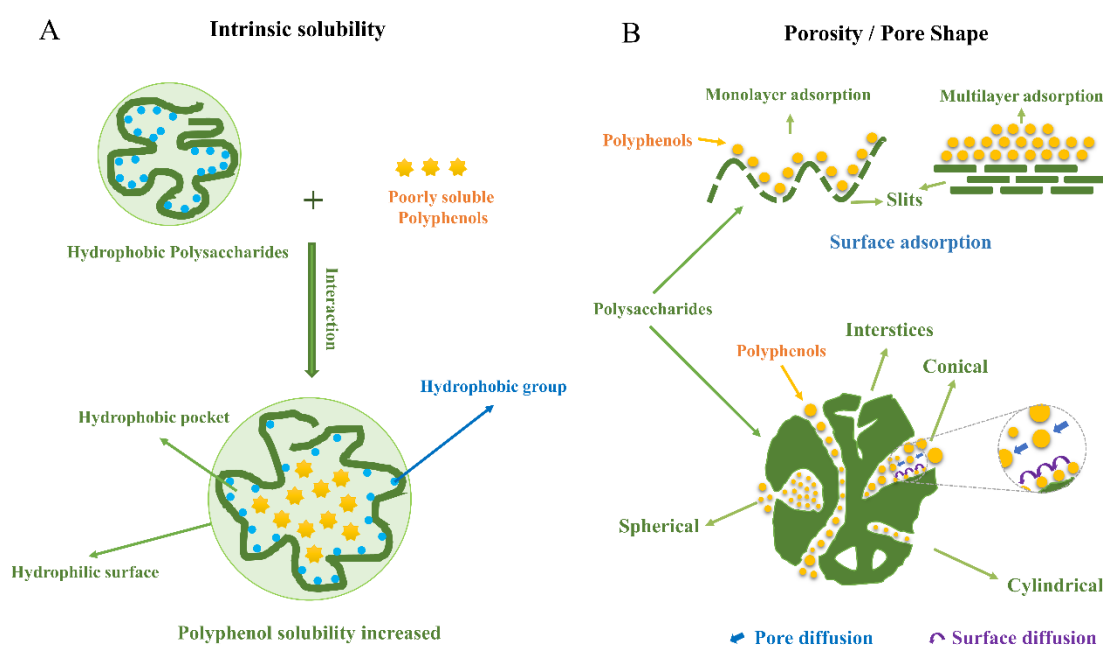 A
Intrinsic solubility
Hydrophobic Polysaccharides
+
Poorly soluble
Polyphenols
Interaction
Hydrophobic pocket
Hydrophobic group
Hydrophilic surface
Polyphenol solubility increased
B
Porosity / Pore Shape
Monolayer adsorption
Multilayer adsorption
Polyphenols
Slits
Surface adsorption
Polysaccharides
Polyphenols
Interstices
Conical
Spherical
Cylindrical
Pore diffusion
Surface diffusion